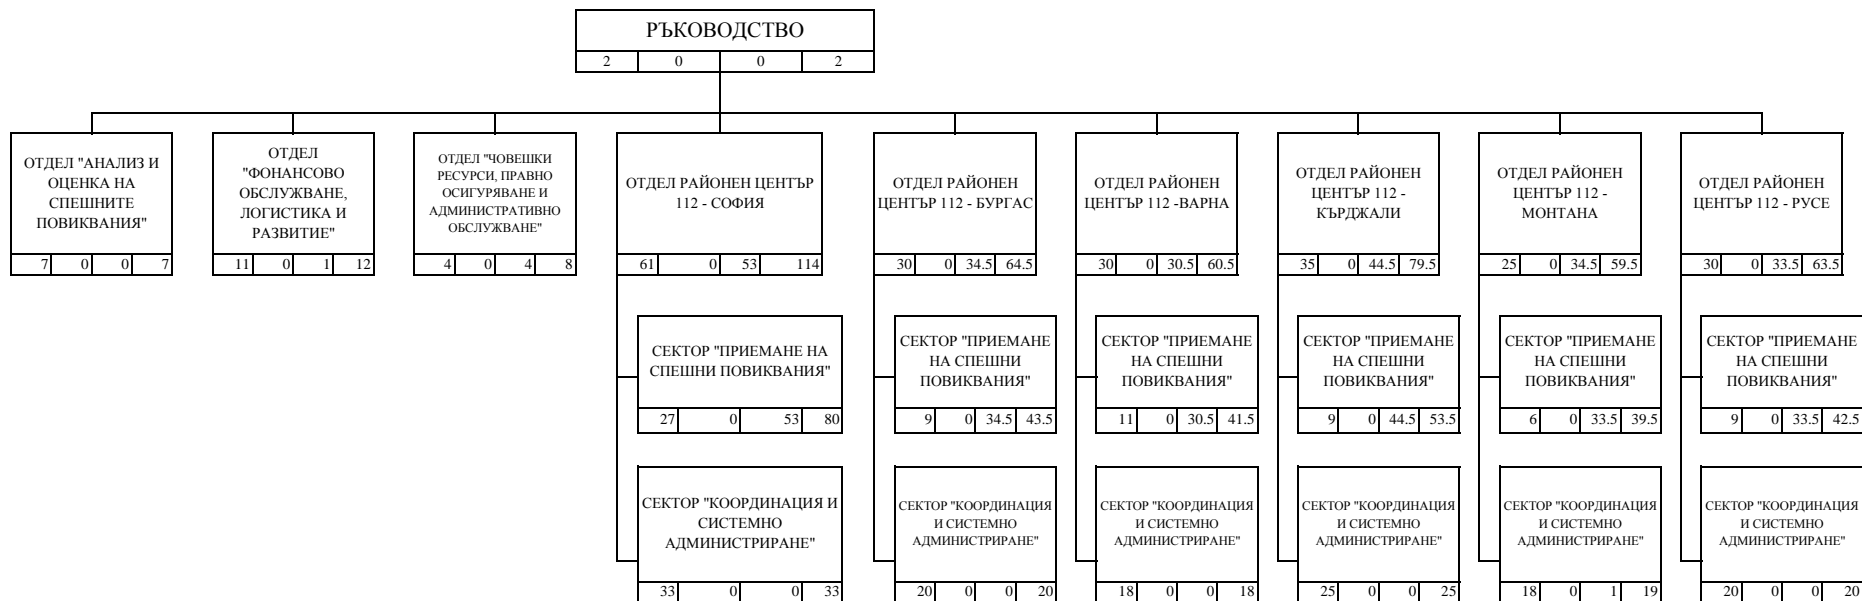 РЪКОВОДСТВО
2 0 0 2
ОТДЕЛ "АНАЛИЗ И
ОЦЕНКА НА
СПЕШНИТЕ
ПОВИКВАНИЯ"
7 0 0 7
ОТДЕЛ
"ФОНАНСОВО
ОБСЛУЖВАНЕ,
ЛОГИСТИКА И
РАЗВИТИЕ"
11 0 1 12
ОТДЕЛ "ЧОВЕШКИ
РЕСУРСИ, ПРАВНО
ОСИГУРЯВАНЕ И
АДМИНИСТРАТИВНО
ОБСЛУЖВАНЕ"
4 0 4 8
ОТДЕЛ РАЙОНЕН ЦЕНТЪР
112 - СОФИЯ
61 0 53 114
ОТДЕЛ РАЙОНЕН
ЦЕНТЪР 112 - БУРГАС
30 0 34.5 64.5
ОТДЕЛ РАЙОНЕН
ЦЕНТЪР 112 -ВАРНА
30 0 30.5 60.5
ОТДЕЛ РАЙОНЕН
ЦЕНТЪР 112 -
КЪРДЖАЛИ
35 0 44.5 79.5
ОТДЕЛ РАЙОНЕН
ЦЕНТЪР 112 -
МОНТАНА
25 0 34.5 59.5
ОТДЕЛ РАЙОНЕН
ЦЕНТЪР 112 - РУСЕ
30 0 33.5 63.5
СЕКТОР "ПРИЕМАНЕ НА
СПЕШНИ ПОВИКВАНИЯ"
27 0 53 80
СЕКТОР "ПРИЕМАНЕ
НА СПЕШНИ
ПОВИКВАНИЯ"
9 0 34.5 43.5
СЕКТОР "ПРИЕМАНЕ
НА СПЕШНИ
ПОВИКВАНИЯ"
11 0 30.5 41.5
СЕКТОР "ПРИЕМАНЕ
НА СПЕШНИ
ПОВИКВАНИЯ"
9 0 44.5 53.5
СЕКТОР "ПРИЕМАНЕ
НА СПЕШНИ
ПОВИКВАНИЯ"
6 0 33.5 39.5
СЕКТОР "ПРИЕМАНЕ
НА СПЕШНИ
ПОВИКВАНИЯ"
9 0 33.5 42.5
СЕКТОР "КООРДИНАЦИЯ И
СИСТЕМНО
АДМИНИСТРИРАНЕ"
33 0 0 33
СЕКТОР "КООРДИНАЦИЯ
И СИСТЕМНО
АДМИНИСТРИРАНЕ"
20 0 0 20
СЕКТОР "КООРДИНАЦИЯ
И СИСТЕМНО
АДМИНИСТРИРАНЕ"
18 0 0 18
СЕКТОР "КООРДИНАЦИЯ
И СИСТЕМНО
АДМИНИСТРИРАНЕ"
25 0 0 25
СЕКТОР "КООРДИНАЦИЯ
И СИСТЕМНО
АДМИНИСТРИРАНЕ"
18 0 1 19
СЕКТОР "КООРДИНАЦИЯ
И СИСТЕМНО
АДМИНИСТРИРАНЕ"
20 0 0 20